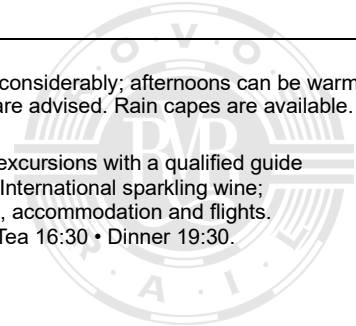 considerably; afternoons can be warm
are advised. Rain capes are available.
excursions with a qualified guide
International sparkling wine;
, accommodation and flights.
Tea 16:30 • Dinner 19:30.
R · A · I · L